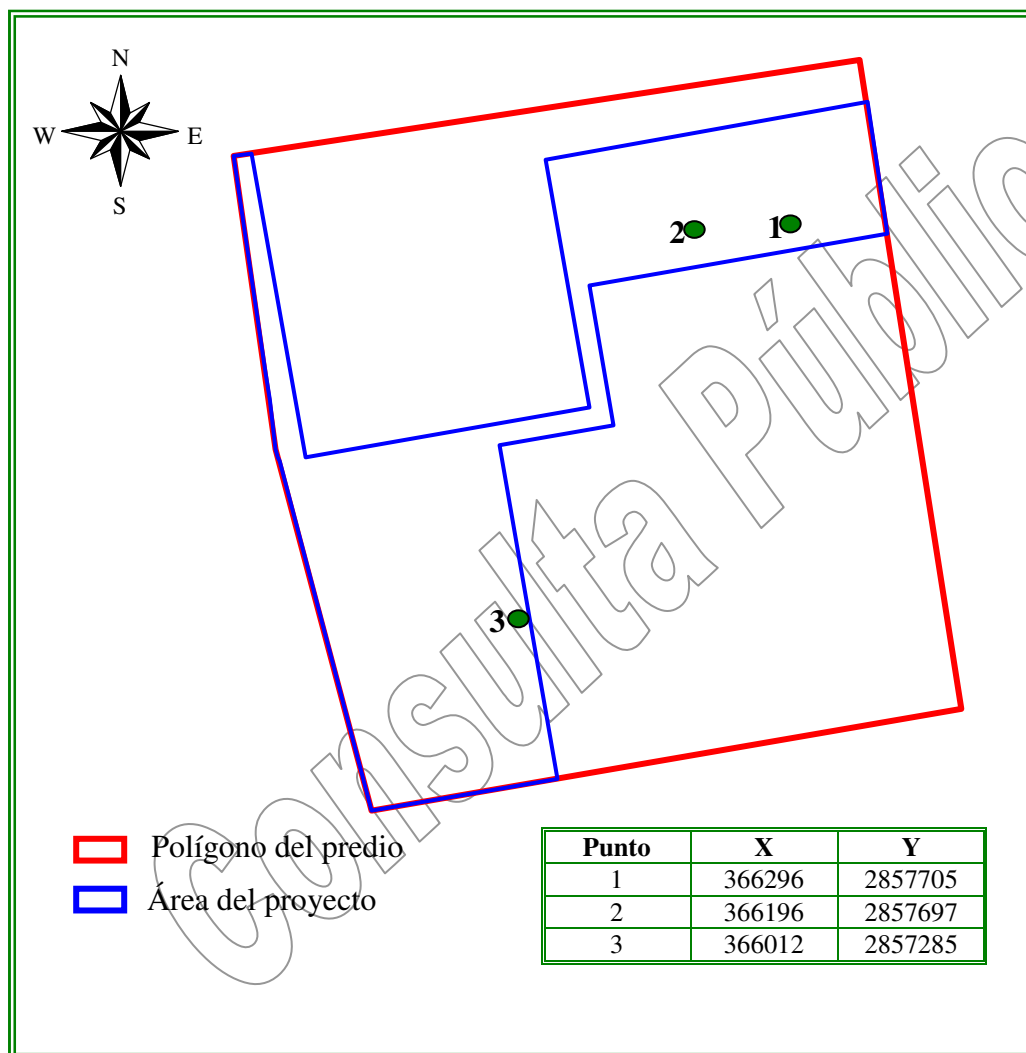 N
W E
S
2 1
3
Consulta Públic
Polígono del predio
Área del proyecto
Punto X Y
1 366296 2857705
2 366196 2857697
3 366012 2857285